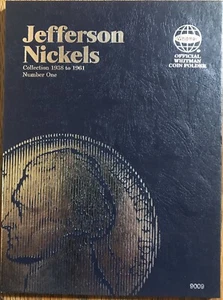 Jefferson
Nickels
Collection 1938 to 1961
Number One
OFFICIAL
WHITMAN
COIN FOLDER
9009